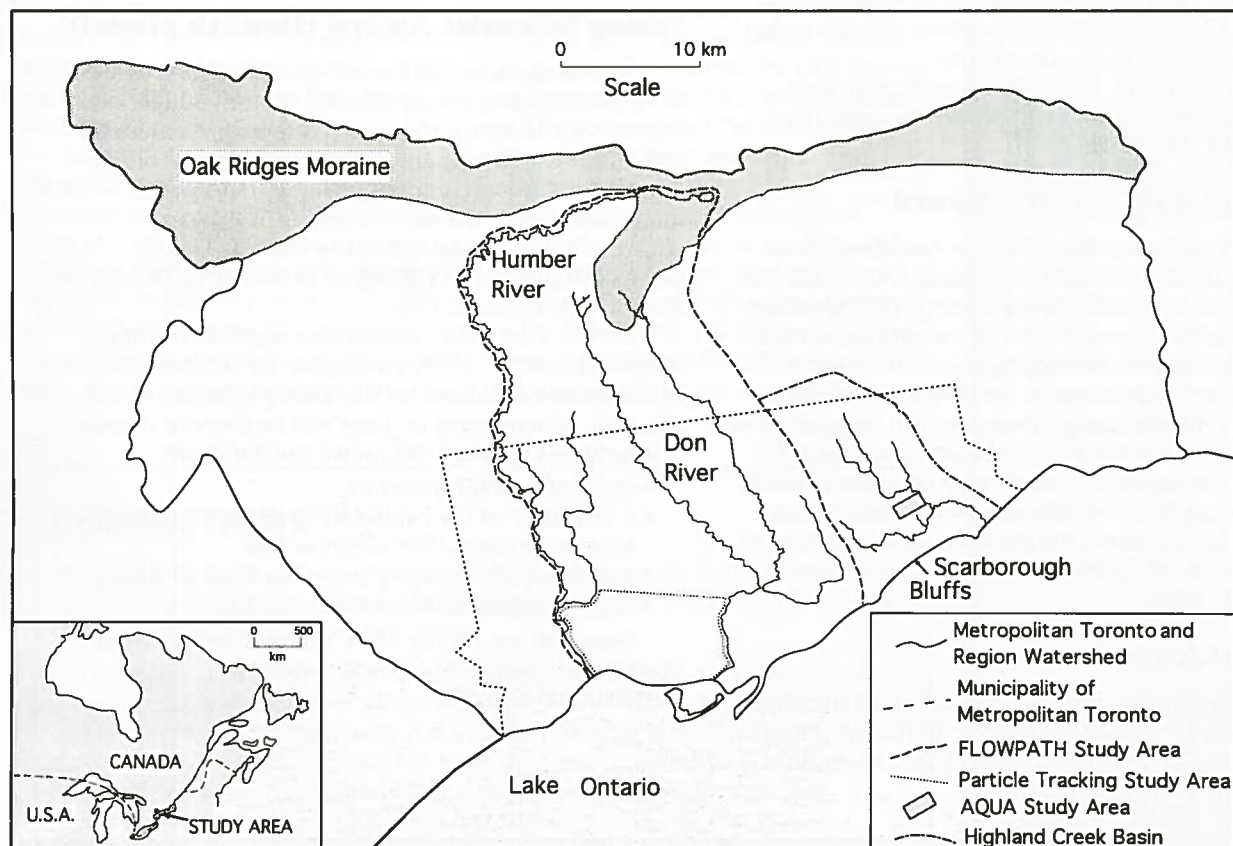 0 10 km
Scale
Oak Ridges Moraine
Humber
River
Don
River
Scarborough
Bluffs
Lake Ontario
0 500
km
CANADA
U.S.A.
STUDY AREA
Metropolitan Toronto and
Region Watershed
Municipality of
Metropolitan Toronto
FLOWPATH Study Area
Particle Tracking Study Area
AQUA Study Area
Highland Creek Basin